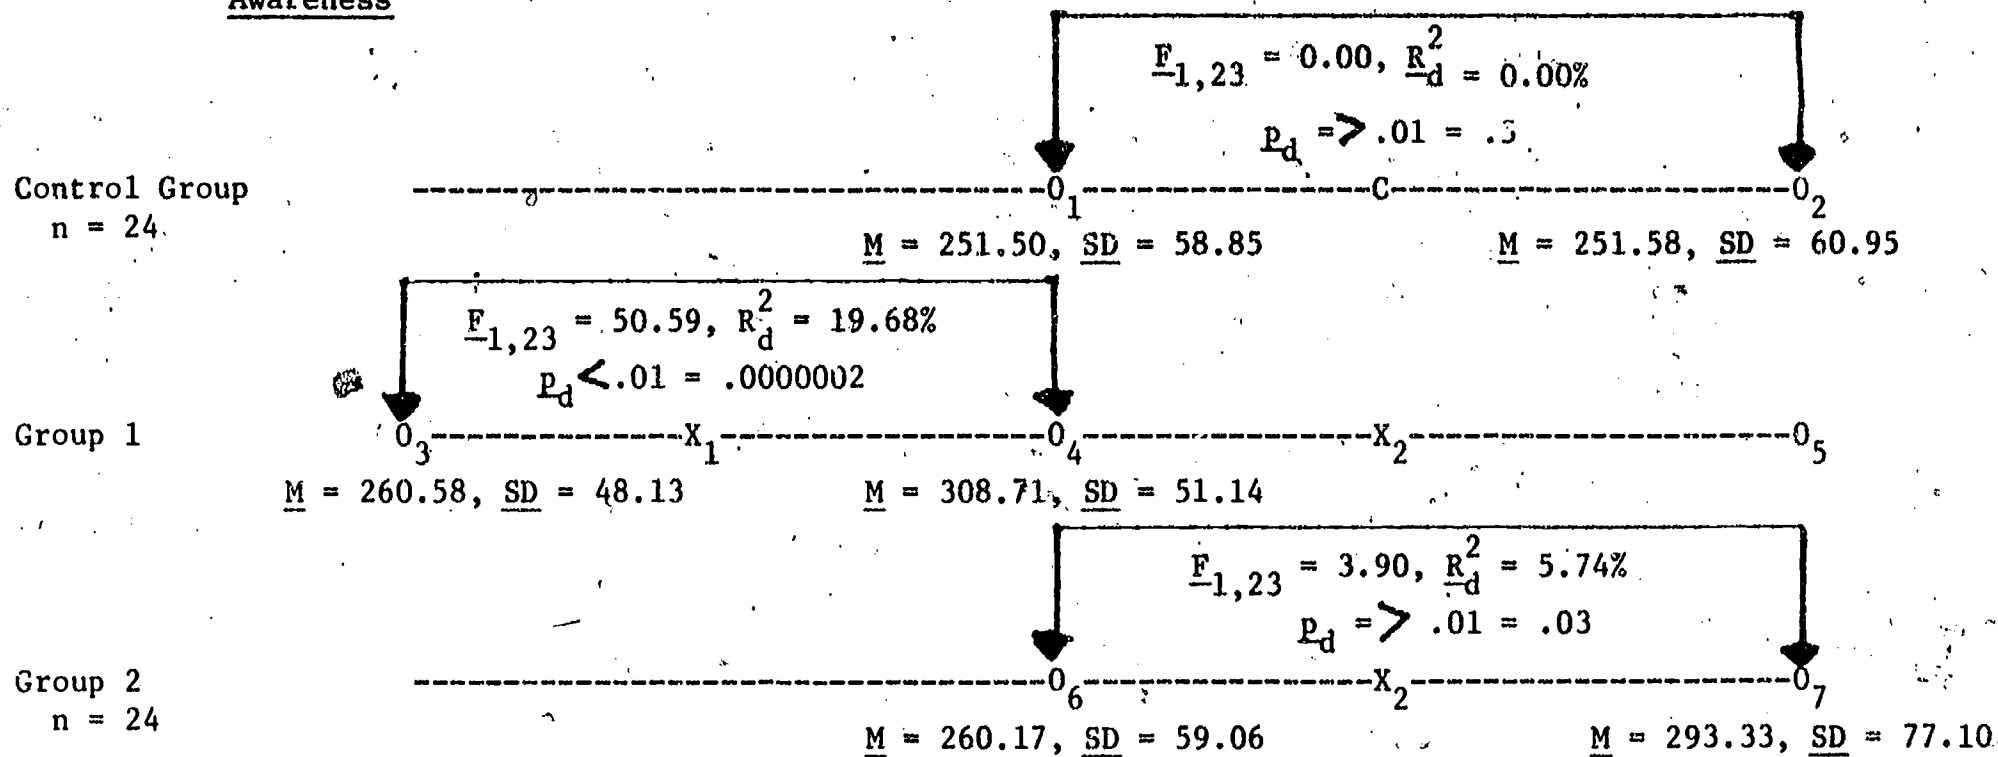 Awareness
F1,23 = 0.00, R²d = 0.00%
pd => .01 = .5
Control Group ----------O1----------C----------O2
n = 24
M = 251.50, SD = 58.85 M = 251.58, SD = 60.95
F1,23 = 50.59, R²d = 19.68%
pd <.01 = .0000002
Group 1 O3----------X1----------O4----------X2----------O5
M = 260.58, SD = 48.13 M = 308.71, SD = 51.14
F1,23 = 3.90, R²d = 5.74%
pd => .01 = .03
Group 2 ----------O6----------X2----------O7
n = 24
M = 260.17, SD = 59.06 M = 293.33, SD = 77.10